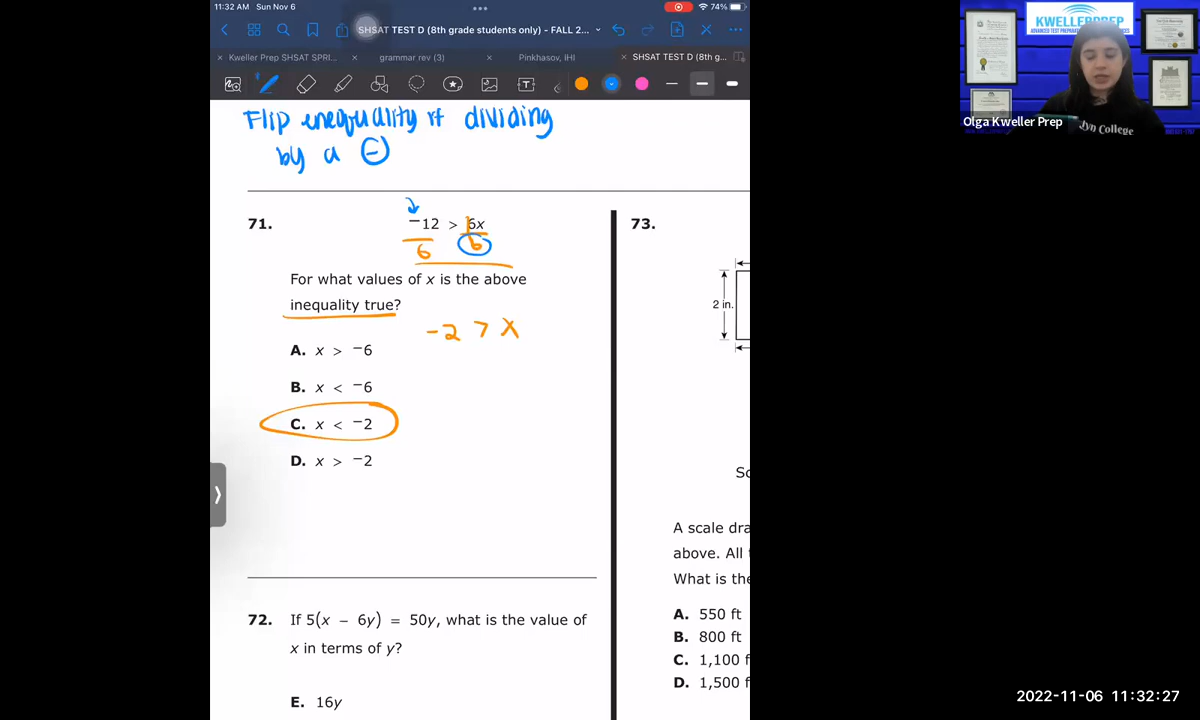 11:32 AM Sun Nov 6
74%
SHSAT TEST D (8th grade students only) - FALL 2...
Kweller Prep SHSAT SPRI...
grammar rev (3)
Pinkhasov, IHI
SHSAT TEST D (8th g...
Flip inequality if dividing
by a ⊖
71.
⁻12 > 6x
6 6
For what values of x is the above
inequality true?
-2 > x
A. x > ⁻6
B. x < ⁻6
C. x < ⁻2
D. x > ⁻2
72. If 5(x − 6y) = 50y, what is the value of
x in terms of y?
E. 16y
73.
2 in.
Sc
A scale dra
above. All
What is the
A. 550 ft
B. 800 ft
C. 1,100 f
D. 1,500 f
KWELLERPREP
Olga Kweller Prep
lyn College
2022-11-06 11:32:27